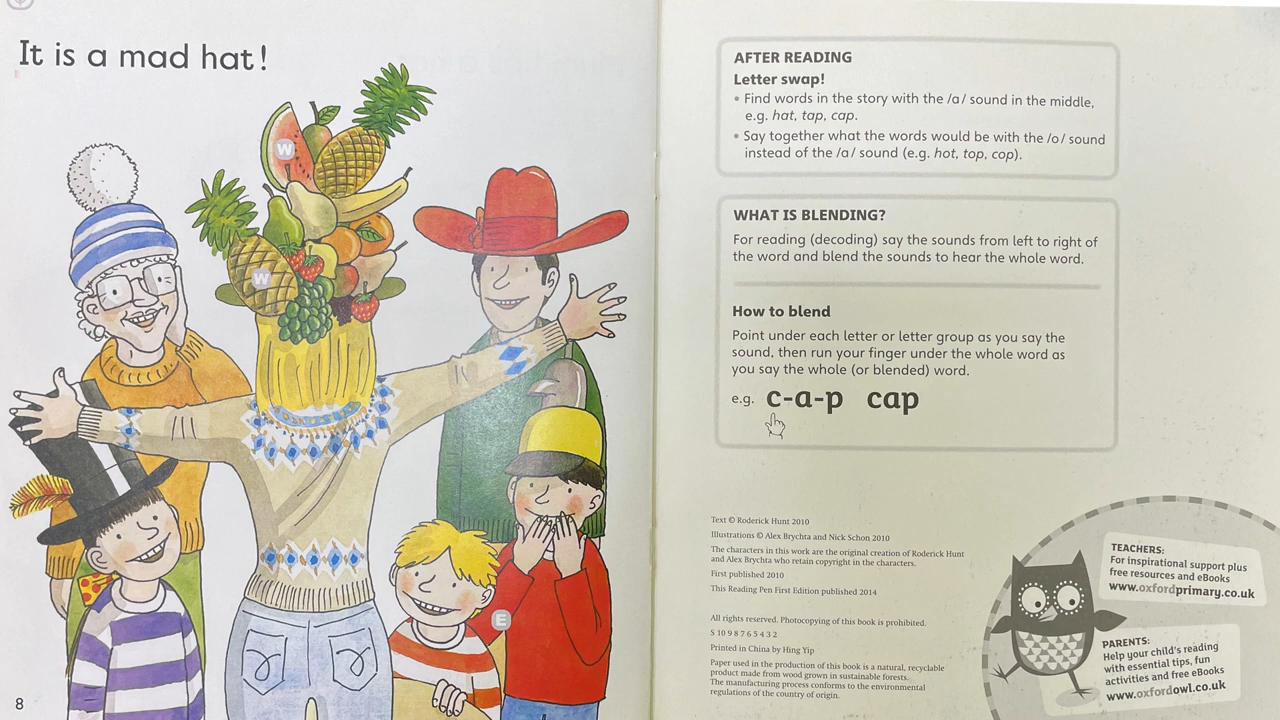 It is a mad hat!
W
W
E
8
AFTER READING
Letter swap!
• Find words in the story with the /a/ sound in the middle,
e.g. hat, tap, cap.
• Say together what the words would be with the /o/ sound
instead of the /a/ sound (e.g. hot, top, cop).
WHAT IS BLENDING?
For reading (decoding) say the sounds from left to right of
the word and blend the sounds to hear the whole word.
How to blend
Point under each letter or letter group as you say the
sound, then run your finger under the whole word as
you say the whole (or blended) word.
e.g. c-a-p cap
Text © Roderick Hunt 2010
Illustrations © Alex Brychta and Nick Schon 2010
The characters in this work are the original creation of Roderick Hunt
and Alex Brychta who retain copyright in the characters.
First published 2010
This Reading Pen First Edition published 2014
All rights reserved. Photocopying of this book is prohibited.
S 10 9 8 7 6 5 4 3 2
Printed in China by Hing Yip
Paper used in the production of this book is a natural, recyclable
product made from wood grown in sustainable forests.
The manufacturing process conforms to the environmental
regulations of the country of origin.
TEACHERS:
For inspirational support plus
free resources and eBooks
www.oxfordprimary.co.uk
PARENTS:
Help your child's reading
with essential tips, fun
activities and free eBooks
www.oxfordowl.co.uk